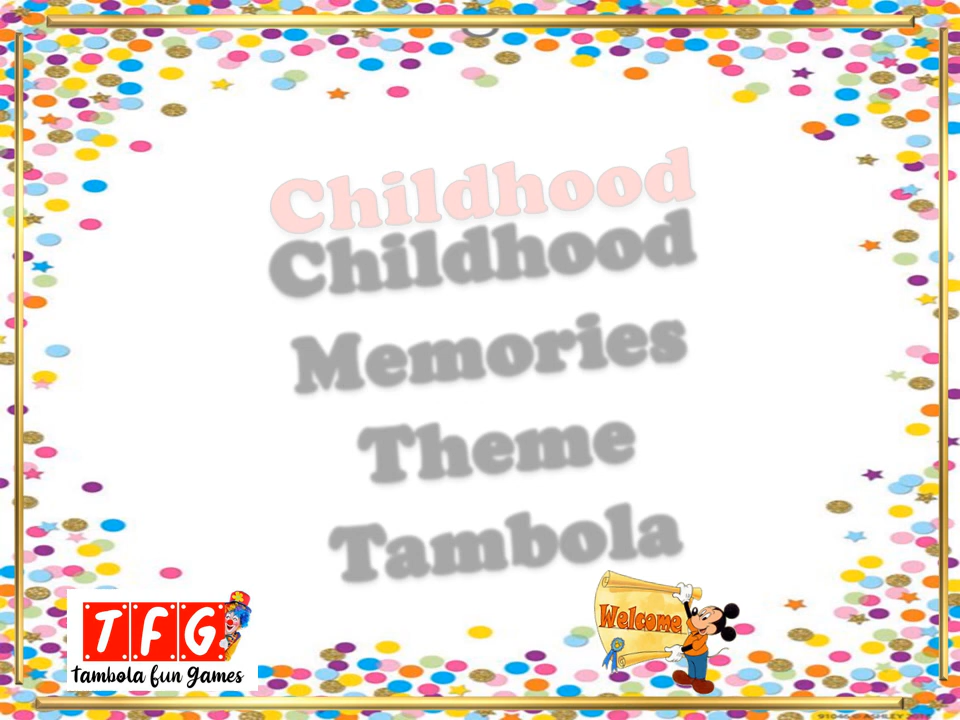 Childhood
Childhood
Memories
Theme
Tambola
TFG
Tambola fun Games
Welcome